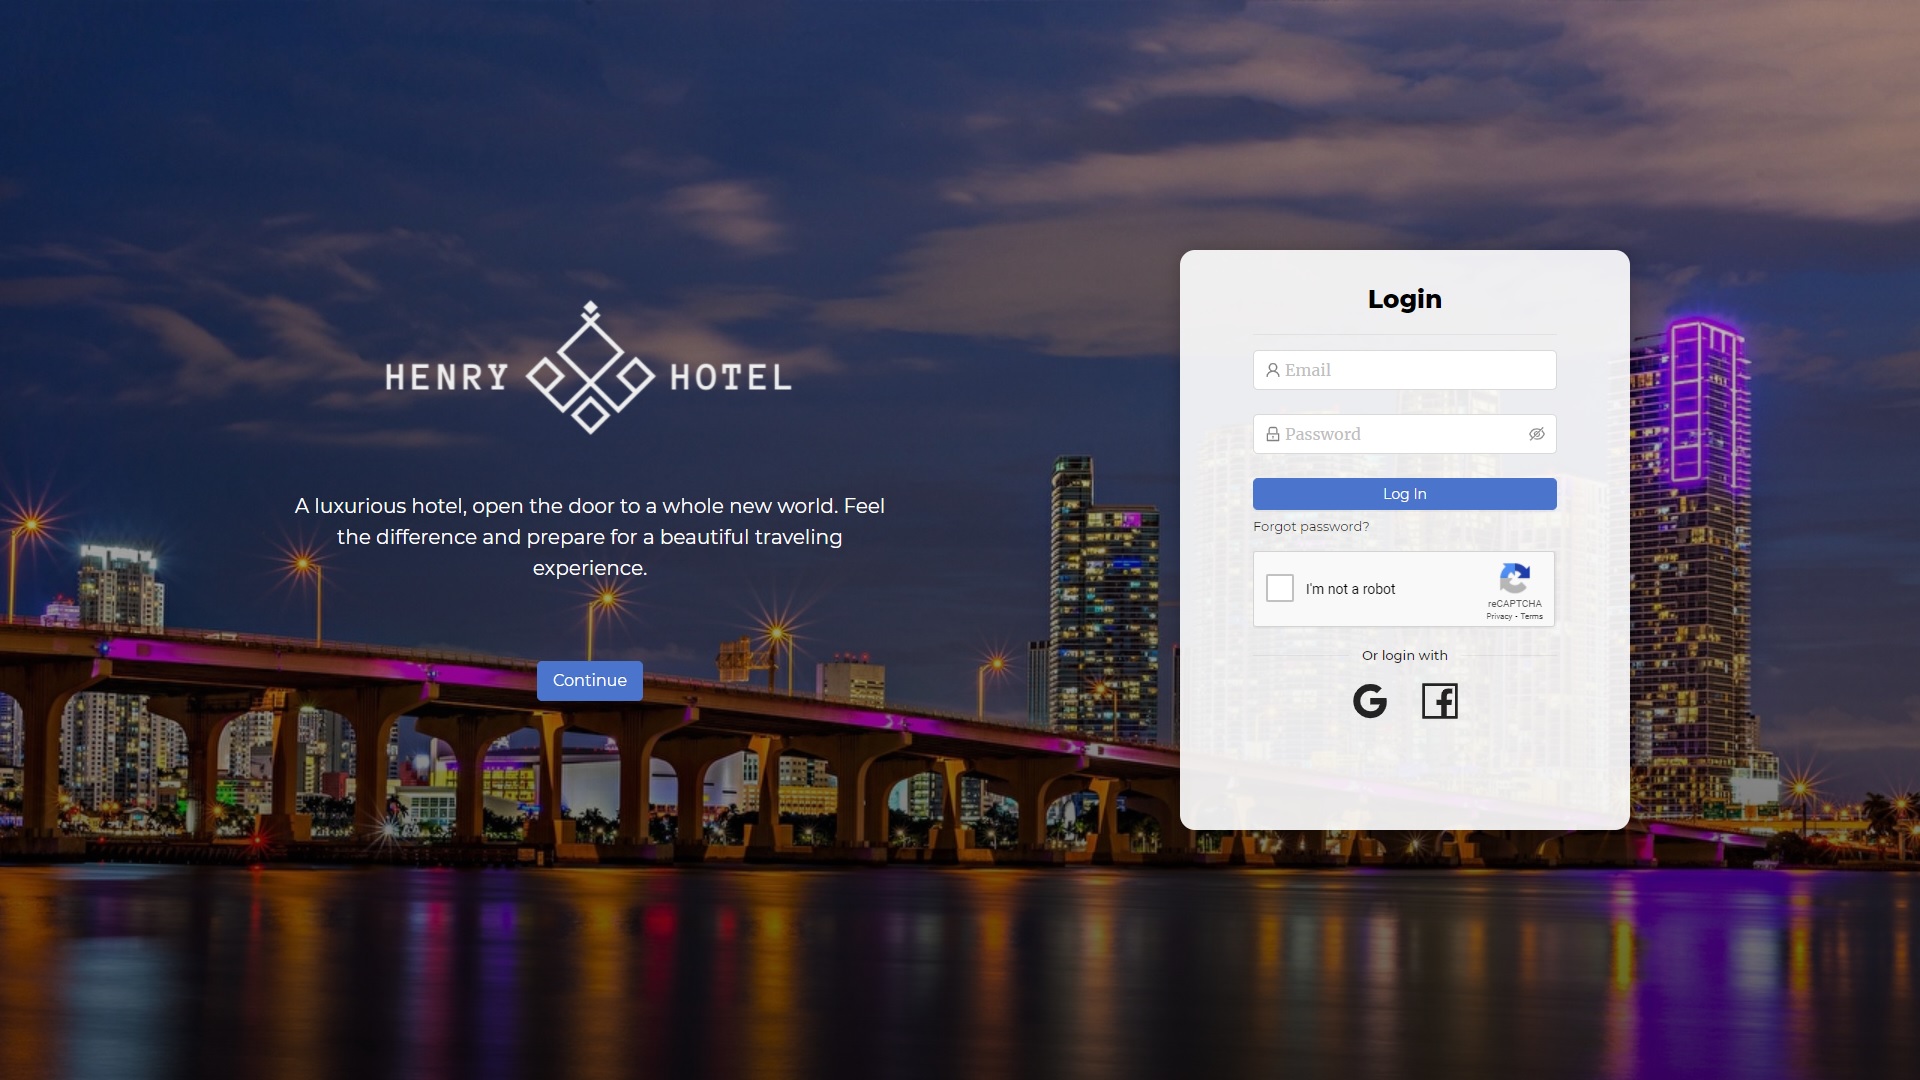 HENRY HOTEL
A luxurious hotel, open the door to a whole new world. Feel
the difference and prepare for a beautiful traveling
experience.
Continue
Login
Email
Password
Log In
Forgot password?
I'm not a robot
reCAPTCHA
Privacy - Terms
Or login with